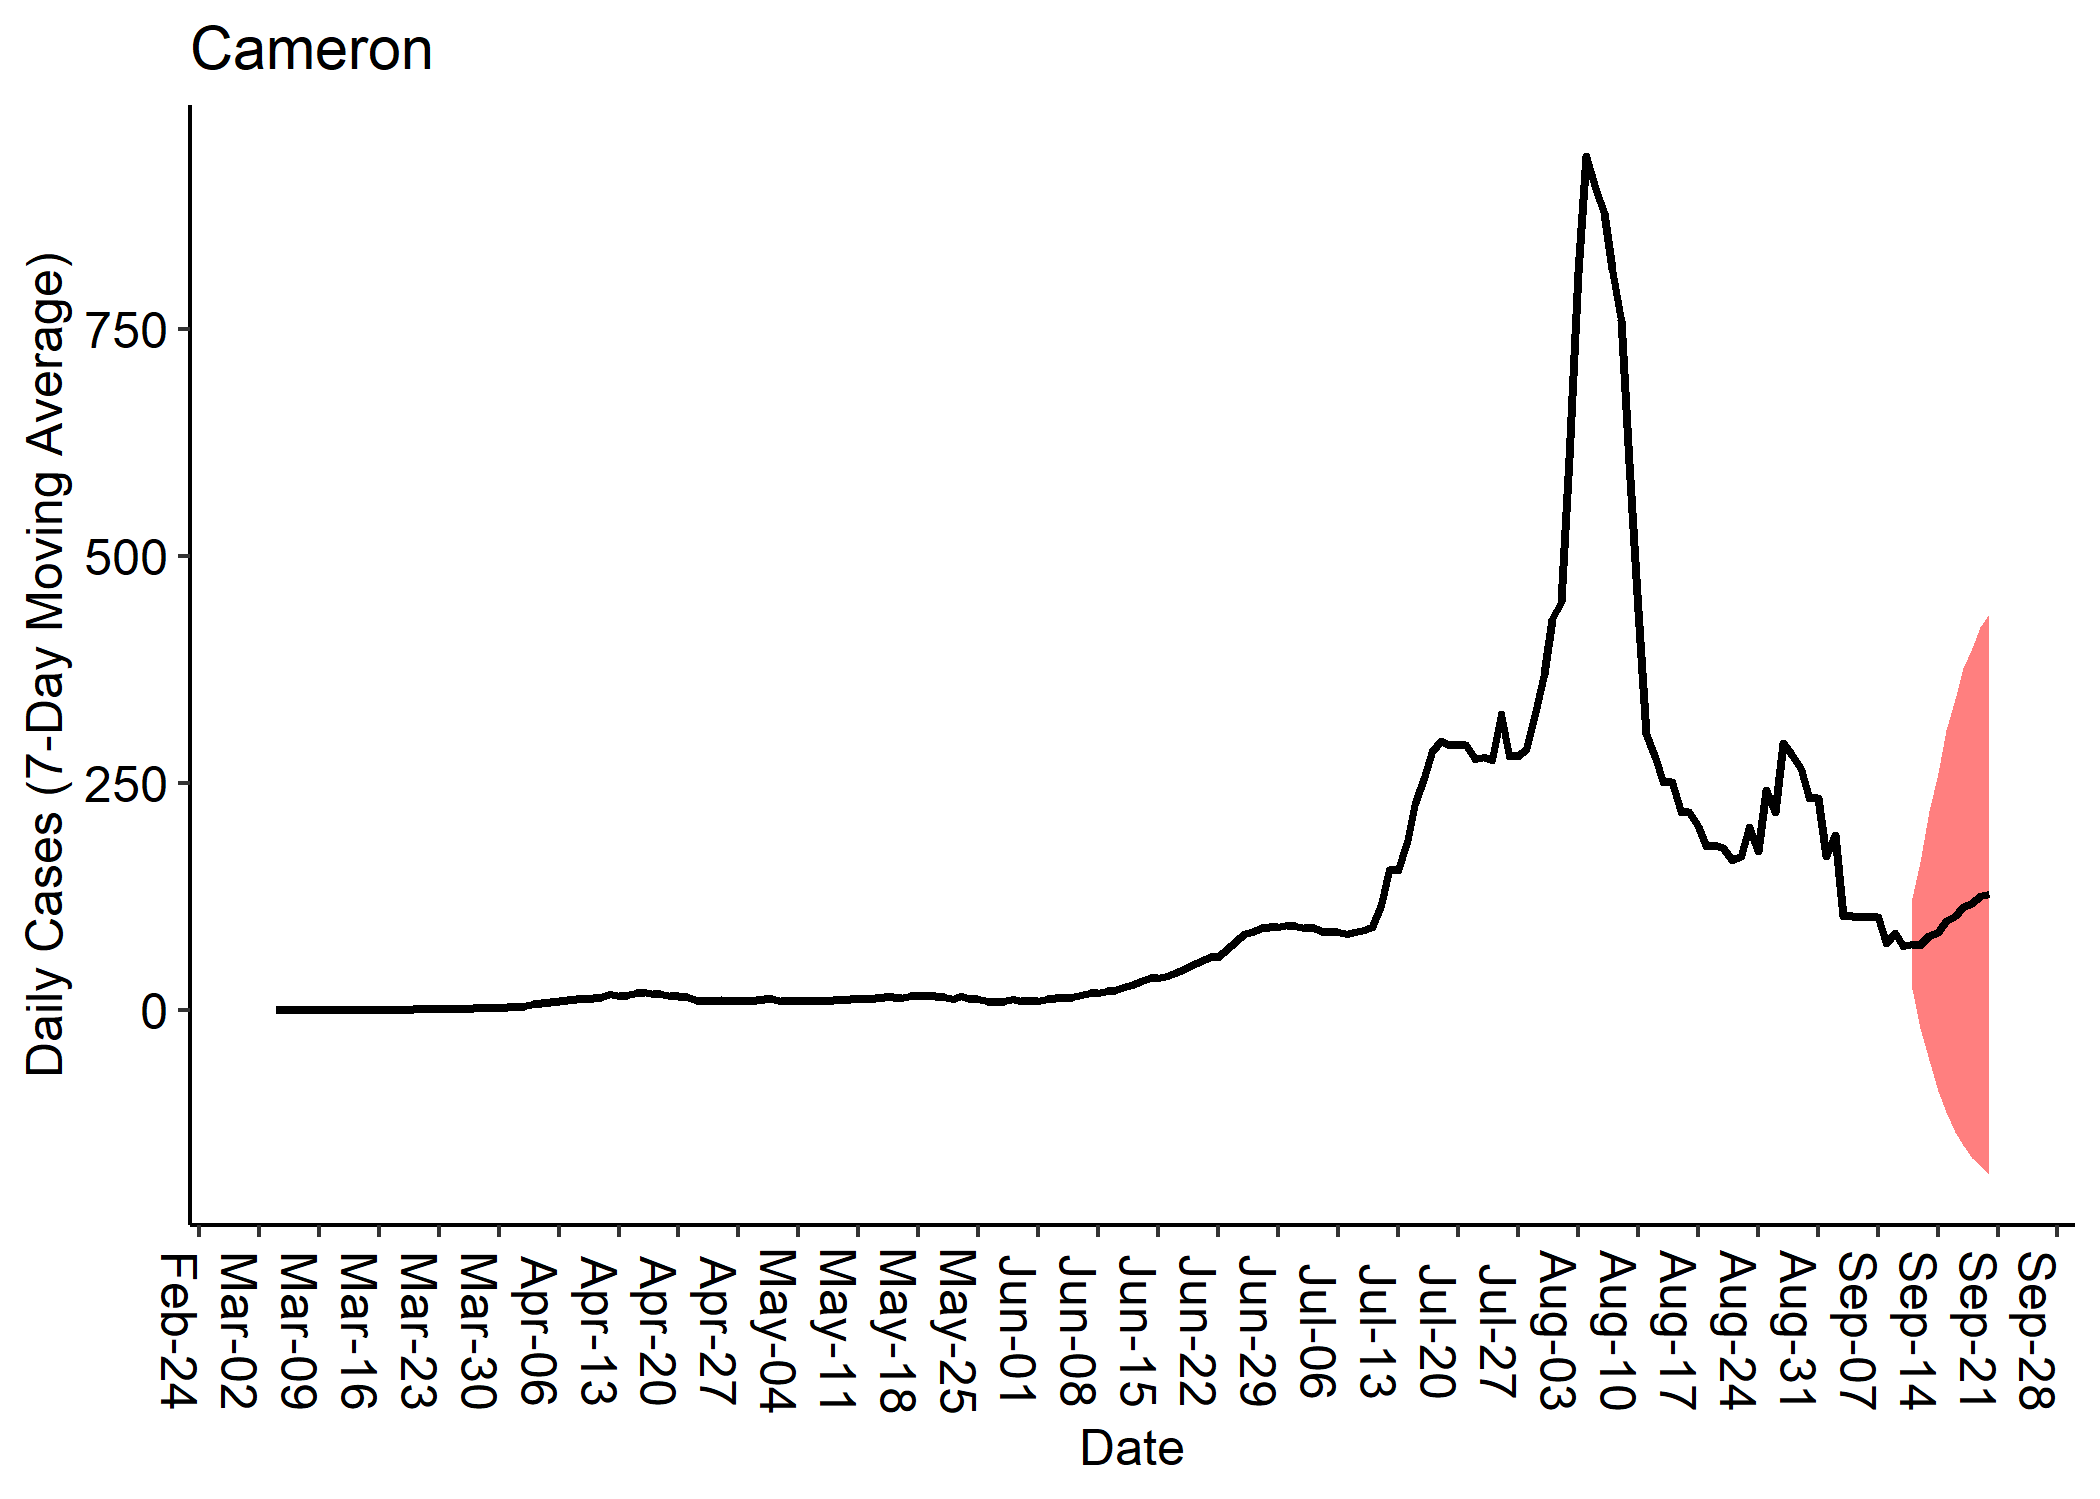 Cameron
Daily Cases (7-Day Moving Average)
750
500
250
0
Feb-24
Mar-02
Mar-09
Mar-16
Mar-23
Mar-30
Apr-06
Apr-13
Apr-20
Apr-27
May-04
May-11
May-18
May-25
Jun-01
Jun-08
Jun-15
Jun-22
Jun-29
Jul-06
Jul-13
Jul-20
Jul-27
Aug-03
Aug-10
Aug-17
Aug-24
Aug-31
Sep-07
Sep-14
Sep-21
Sep-28
Date